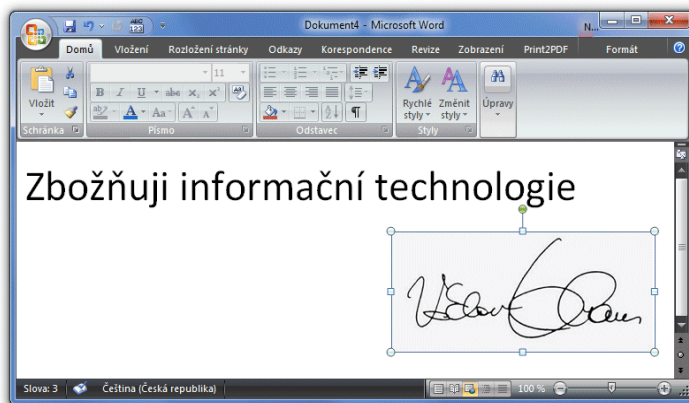 Dokument4 - Microsoft Word
N...
Domů Vložení Rozložení stránky Odkazy Korespondence Revize Zobrazení Print2PDF Formát
Vložit
11
Rychlé styly
Změnit styly
Úpravy
Schránka Písmo Odstavec Styly
Zbožňuji informační technologie
Slova: 3 Čeština (Česká republika) 100 %